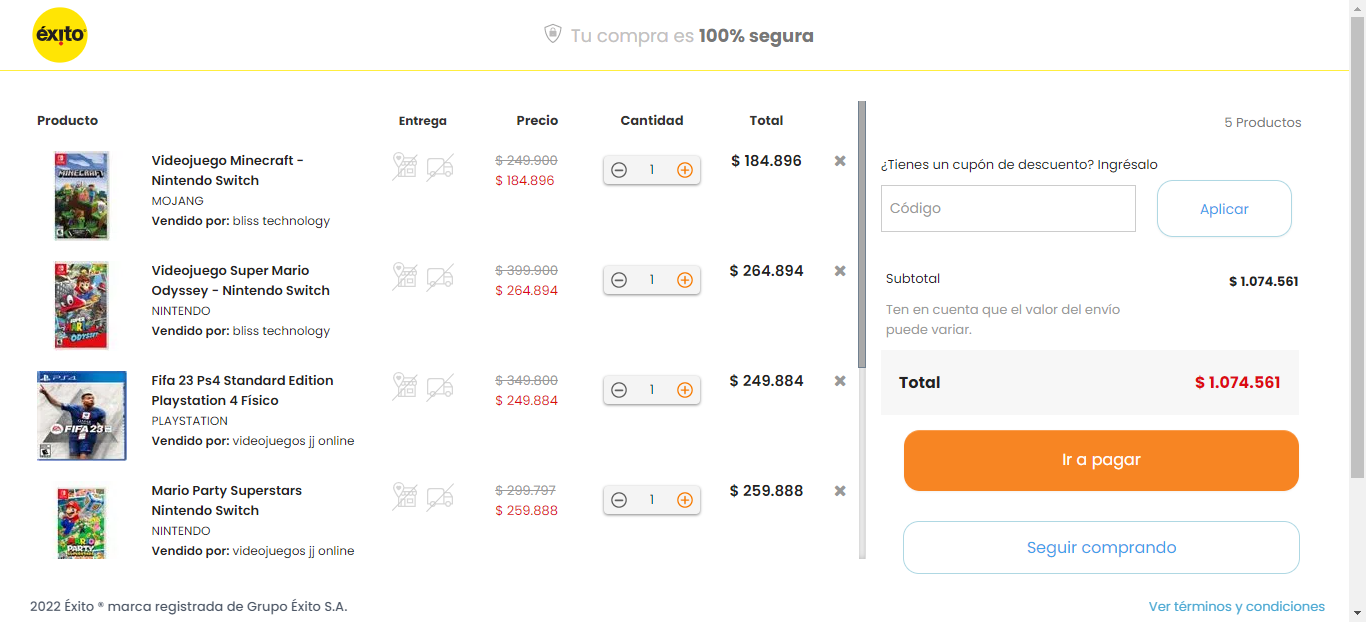 éxito
Tu compra es 100% segura
Producto Entrega Precio Cantidad Total
Videojuego Minecraft -
Nintendo Switch
MOJANG
Vendido por: bliss technology
$ 249.900
$ 184.896
1
$ 184.896
MINECRAFT
Videojuego Super Mario
Odyssey - Nintendo Switch
NINTENDO
Vendido por: bliss technology
$ 399.900
$ 264.894
1
$ 264.894
SUPER
MARIO
ODYSSEY
Fifa 23 Ps4 Standard Edition
Playstation 4 Físico
PLAYSTATION
Vendido por: videojuegos jj online
$ 349.800
$ 249.884
1
$ 249.884
PS4
FIFA 23
Mario Party Superstars
Nintendo Switch
NINTENDO
Vendido por: videojuegos jj online
$ 299.797
$ 259.888
1
$ 259.888
MARIO
PARTY
5 Productos
¿Tienes un cupón de descuento? Ingrésalo
Código
Aplicar
Subtotal $ 1.074.561
Ten en cuenta que el valor del envío
puede variar.
Total $ 1.074.561
Ir a pagar
Seguir comprando
2022 Éxito ® marca registrada de Grupo Éxito S.A.
Ver términos y condiciones